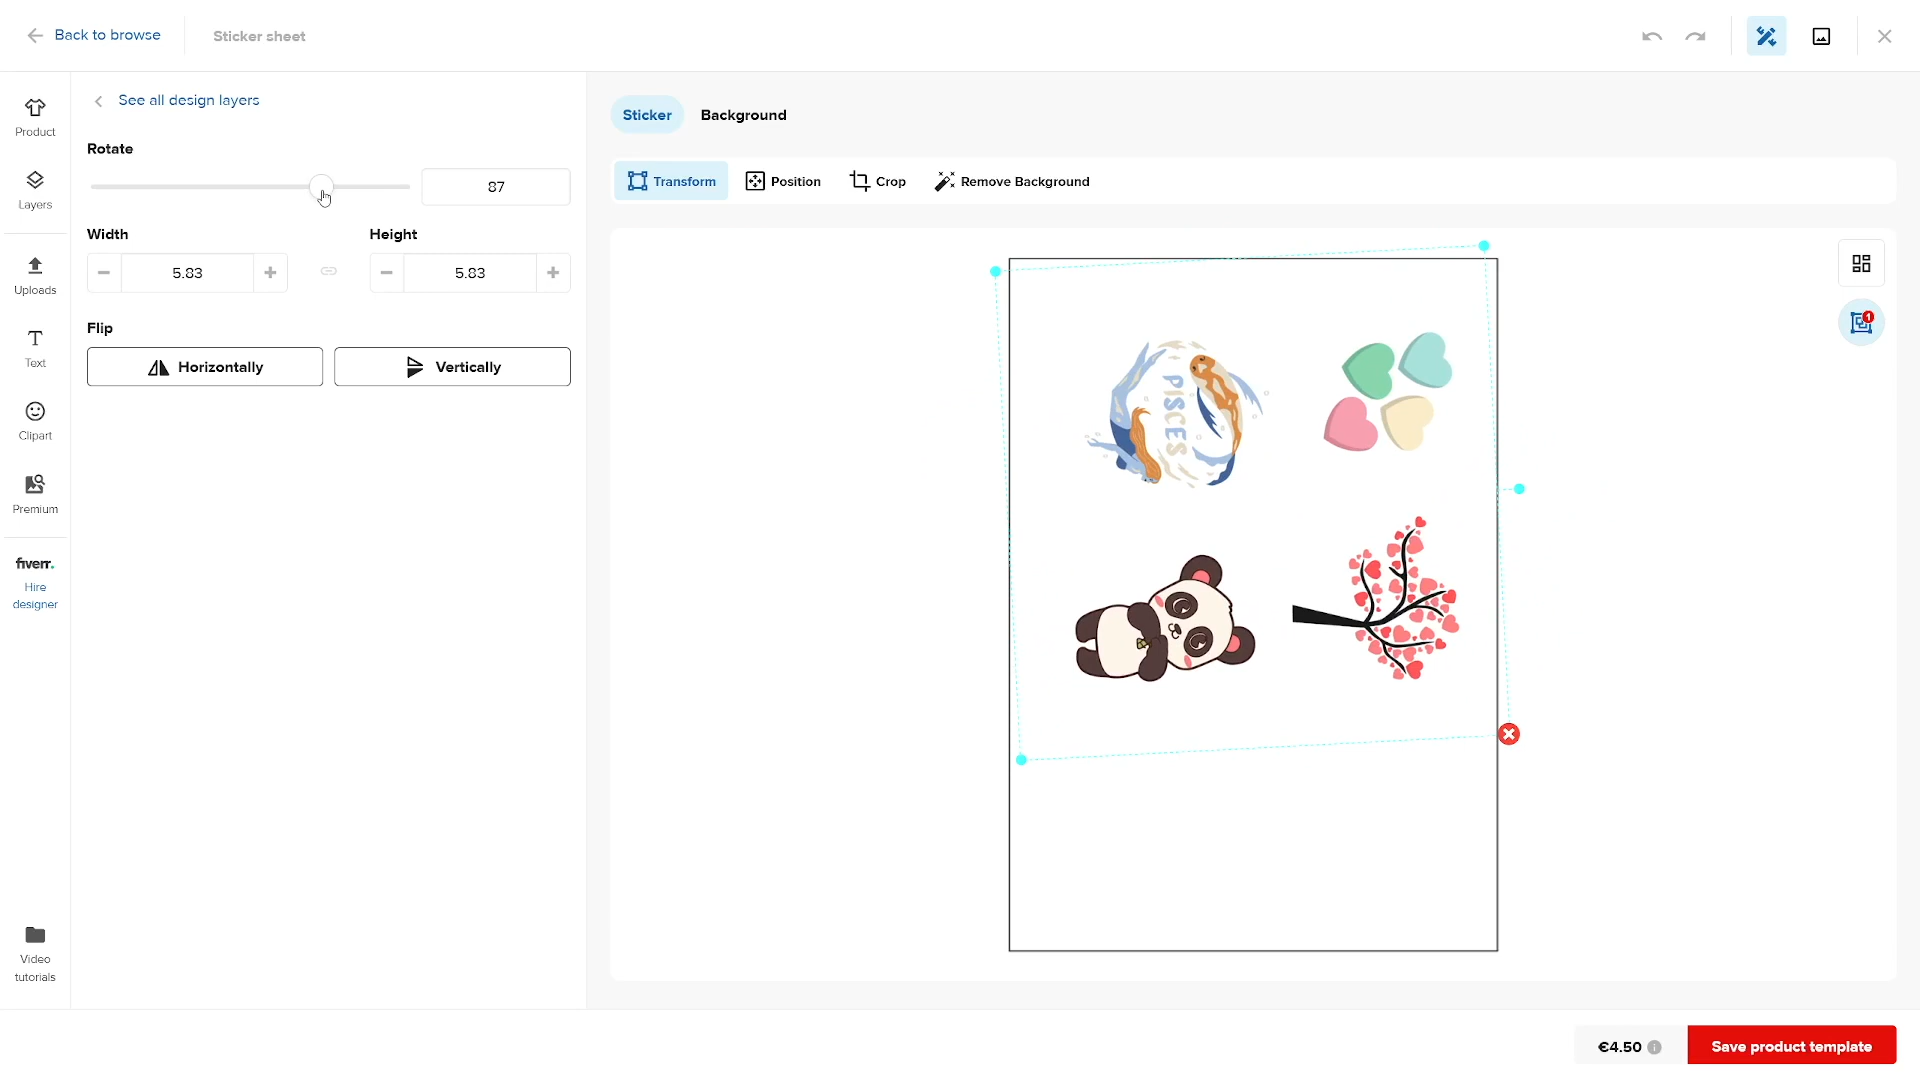 Back to browse
Sticker sheet
Product
Layers
Uploads
Text
Clipart
Premium
fiverr.
Hire
designer
Video
tutorials
See all design layers
Rotate
87
Width
Height
5.83
5.83
Flip
Horizontally
Vertically
Sticker
Background
Transform
Position
Crop
Remove Background
1
PISCES
€4.50
Save product template